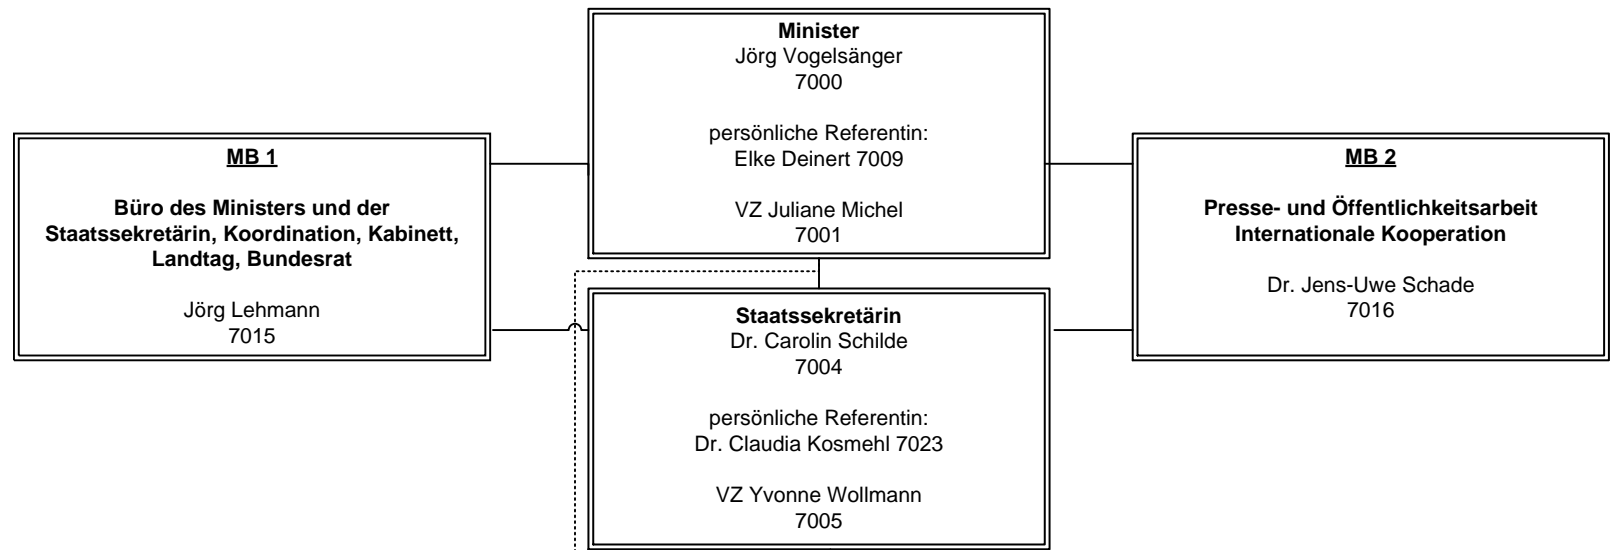 Minister
Jörg Vogelsänger
7000
persönliche Referentin:
Elke Deinert 7009
VZ Juliane Michel
7001
MB 1
Büro des Ministers und der
Staatssekretärin, Koordination, Kabinett,
Landtag, Bundesrat
Jörg Lehmann
7015
MB 2
Presse- und Öffentlichkeitsarbeit
Internationale Kooperation
Dr. Jens-Uwe Schade
7016
Staatssekretärin
Dr. Carolin Schilde
7004
persönliche Referentin:
Dr. Claudia Kosmehl 7023
VZ Yvonne Wollmann
7005